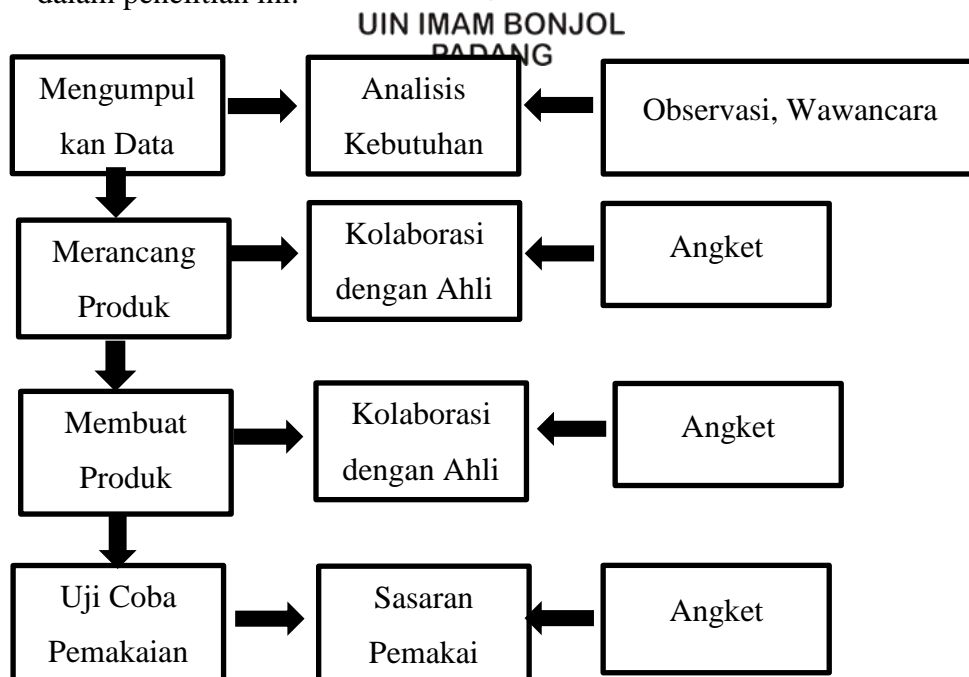 dalam penelitian ini.
UIN IMAM BONJOL
PADANG
Mengumpul
kan Data
Analisis
Kebutuhan
Observasi, Wawancara
Merancang
Produk
Kolaborasi
dengan Ahli
Angket
Membuat
Produk
Kolaborasi
dengan Ahli
Angket
Uji Coba
Pemakaian
Sasaran
Pemakai
Angket